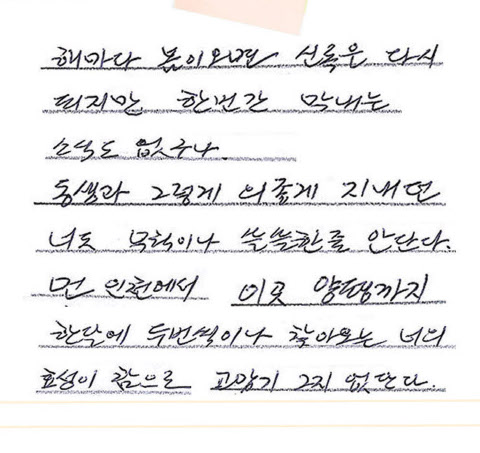 해마다 봄이오면 신록은 다시
되지만 한번간 막내는
소식도 없구나.
동생과 그렇게 의좋게 지내던
너도 무척이나 쓸쓸한줄 안단다.
먼 인천에서 이곳 양평까지
한달에 두번씩이나 찾아오는 너의
효성이 참으로 고맙기 그지 없단다.